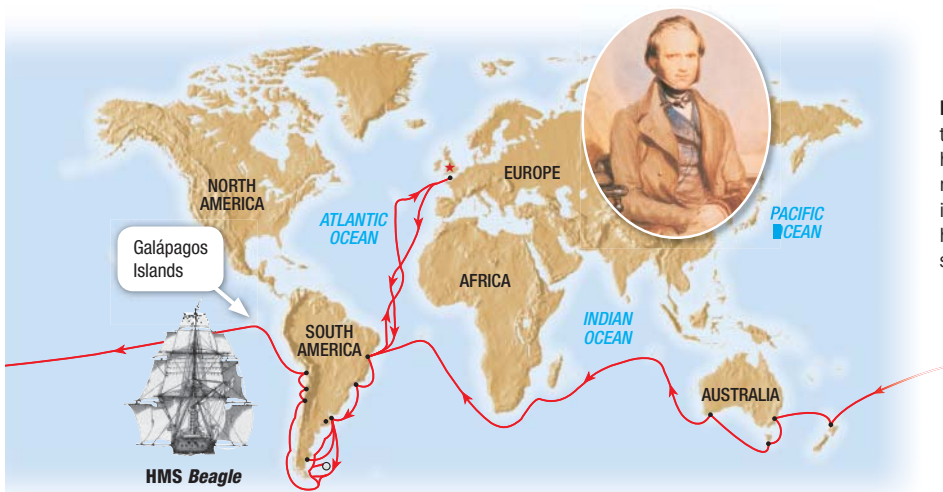 NORTH
AMERICA
EUROPE
ATLANTIC
OCEAN
PACIFIC
OCEAN
Galápagos
Islands
AFRICA
SOUTH
AMERICA
INDIAN
OCEAN
AUSTRALIA
HMS Beagle